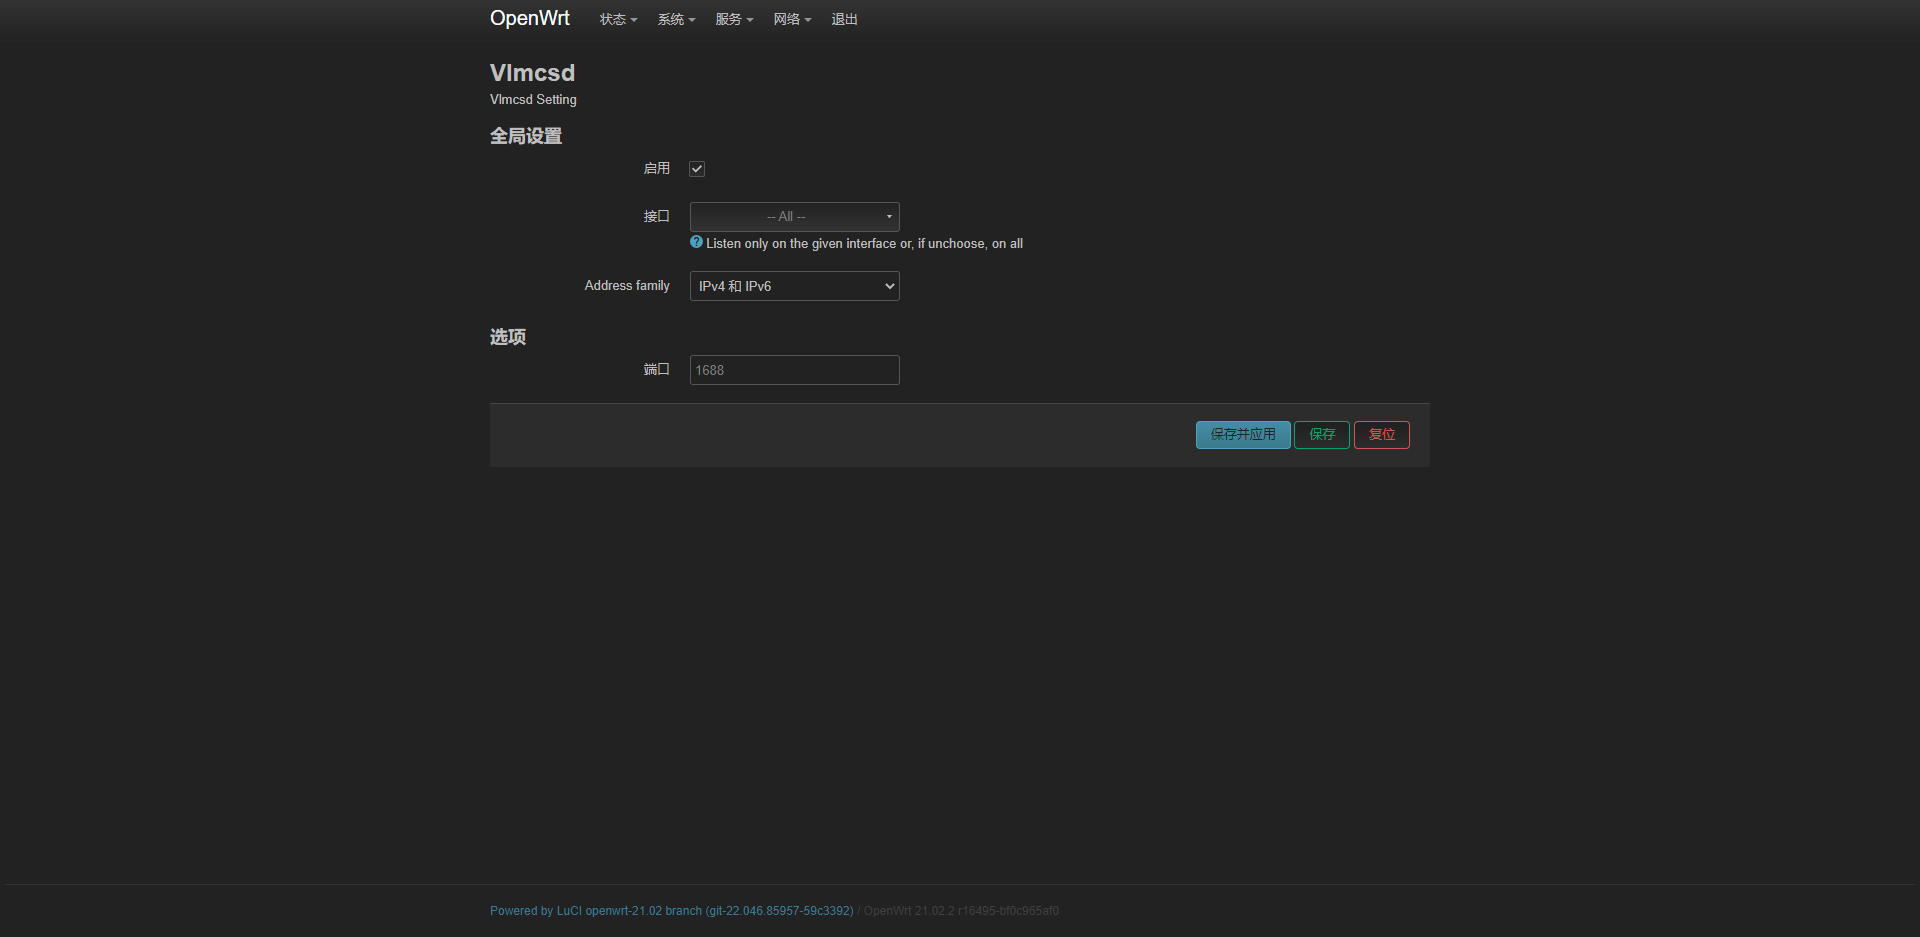 OpenWrt 状态 系统 服务 网络 退出
Vlmcsd
Vlmcsd Setting
全局设置
启用
接口 -- All --
Listen only on the given interface or, if unchoose, on all
Address family IPv4 和 IPv6
选项
端口 1688
保存并应用 保存 复位
Powered by LuCI openwrt-21.02 branch (git-22.046.85957-59c3392) / OpenWrt 21.02.2 r16495-bf0c965af0